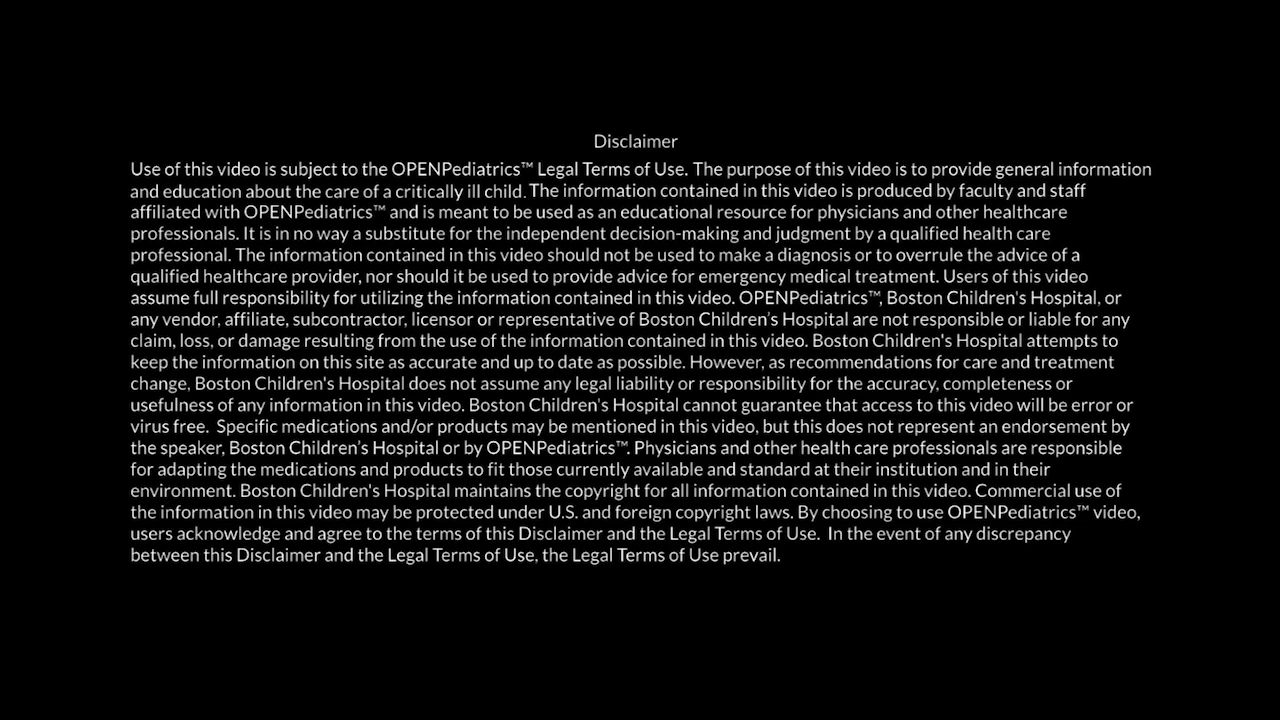 Disclaimer
Use of this video is subject to the OPENPediatrics™ Legal Terms of Use. The purpose of this video is to provide general information
and education about the care of a critically ill child. The information contained in this video is produced by faculty and staff
affiliated with OPENPediatrics™ and is meant to be used as an educational resource for physicians and other healthcare
professionals. It is in no way a substitute for the independent decision-making and judgment by a qualified health care
professional. The information contained in this video should not be used to make a diagnosis or to overrule the advice of a
qualified healthcare provider, nor should it be used to provide advice for emergency medical treatment. Users of this video
assume full responsibility for utilizing the information contained in this video. OPENPediatrics™, Boston Children's Hospital, or
any vendor, affiliate, subcontractor, licensor or representative of Boston Children’s Hospital are not responsible or liable for any
claim, loss, or damage resulting from the use of the information contained in this video. Boston Children's Hospital attempts to
keep the information on this site as accurate and up to date as possible. However, as recommendations for care and treatment
change, Boston Children's Hospital does not assume any legal liability or responsibility for the accuracy, completeness or
usefulness of any information in this video. Boston Children's Hospital cannot guarantee that access to this video will be error or
virus free.  Specific medications and/or products may be mentioned in this video, but this does not represent an endorsement by
the speaker, Boston Children’s Hospital or by OPENPediatrics™. Physicians and other health care professionals are responsible
for adapting the medications and products to fit those currently available and standard at their institution and in their
environment. Boston Children's Hospital maintains the copyright for all information contained in this video. Commercial use of
the information in this video may be protected under U.S. and foreign copyright laws. By choosing to use OPENPediatrics™ video,
users acknowledge and agree to the terms of this Disclaimer and the Legal Terms of Use.  In the event of any discrepancy
between this Disclaimer and the Legal Terms of Use, the Legal Terms of Use prevail.